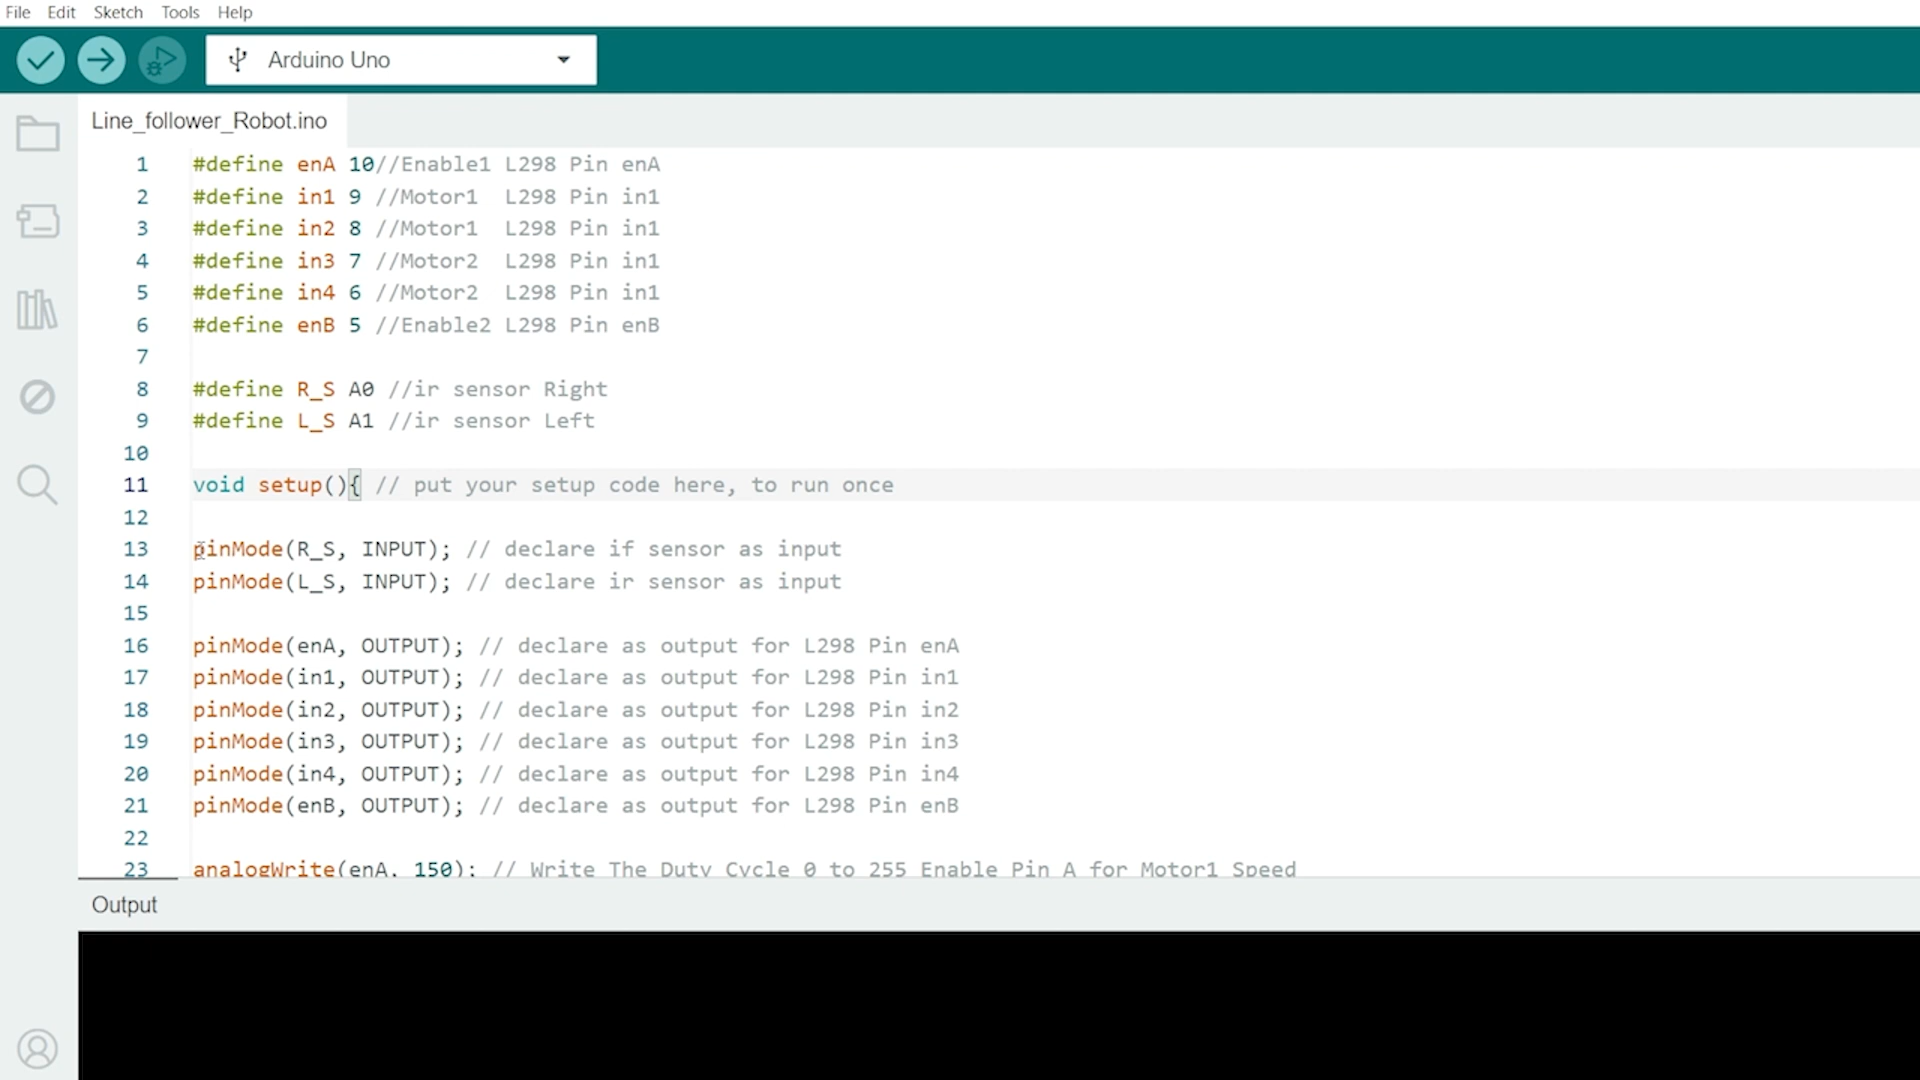 File Edit Sketch Tools Help
Arduino Uno
Line_follower_Robot.ino
1 #define enA 10//Enable1 L298 Pin enA
2 #define in1 9 //Motor1  L298 Pin in1
3 #define in2 8 //Motor1  L298 Pin in1
4 #define in3 7 //Motor2  L298 Pin in1
5 #define in4 6 //Motor2  L298 Pin in1
6 #define enB 5 //Enable2 L298 Pin enB
7
8 #define R_S A0 //ir sensor Right
9 #define L_S A1 //ir sensor Left
10
11 void setup(){ // put your setup code here, to run once
12
13 pinMode(R_S, INPUT); // declare if sensor as input
14 pinMode(L_S, INPUT); // declare ir sensor as input
15
16 pinMode(enA, OUTPUT); // declare as output for L298 Pin enA
17 pinMode(in1, OUTPUT); // declare as output for L298 Pin in1
18 pinMode(in2, OUTPUT); // declare as output for L298 Pin in2
19 pinMode(in3, OUTPUT); // declare as output for L298 Pin in3
20 pinMode(in4, OUTPUT); // declare as output for L298 Pin in4
21 pinMode(enB, OUTPUT); // declare as output for L298 Pin enB
22
23 analogWrite(enA, 150); // Write The Duty Cycle 0 to 255 Enable Pin A for Motor1 Speed
Output